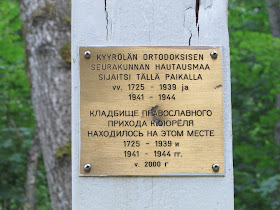 KYYRÖLÄN ORTODOKSISEN
SEURAKUNNAN HAUTAUSMAA
SIJAITSI TÄLLÄ PAIKALLA
vv. 1725 - 1939 ja
1941 - 1944
КЛАДБИЩЕ ПРАВОСЛАВНОГО
ПРИХОДА КЮЮРЕЛЯ
НАХОДИЛОСЬ НА ЭТОМ МЕСТЕ
1725 - 1939 и
1941 - 1944 гг.
v. 2000 г